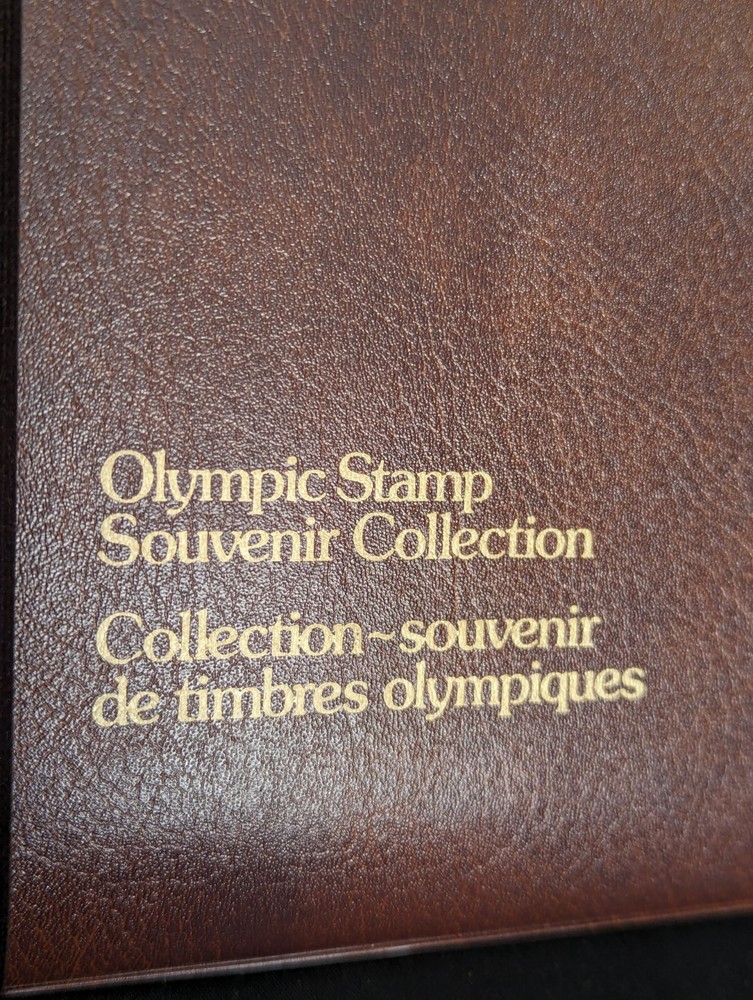 Olympic Stamp
Souvenir Collection
Collection~souvenir
de timbres olympiques